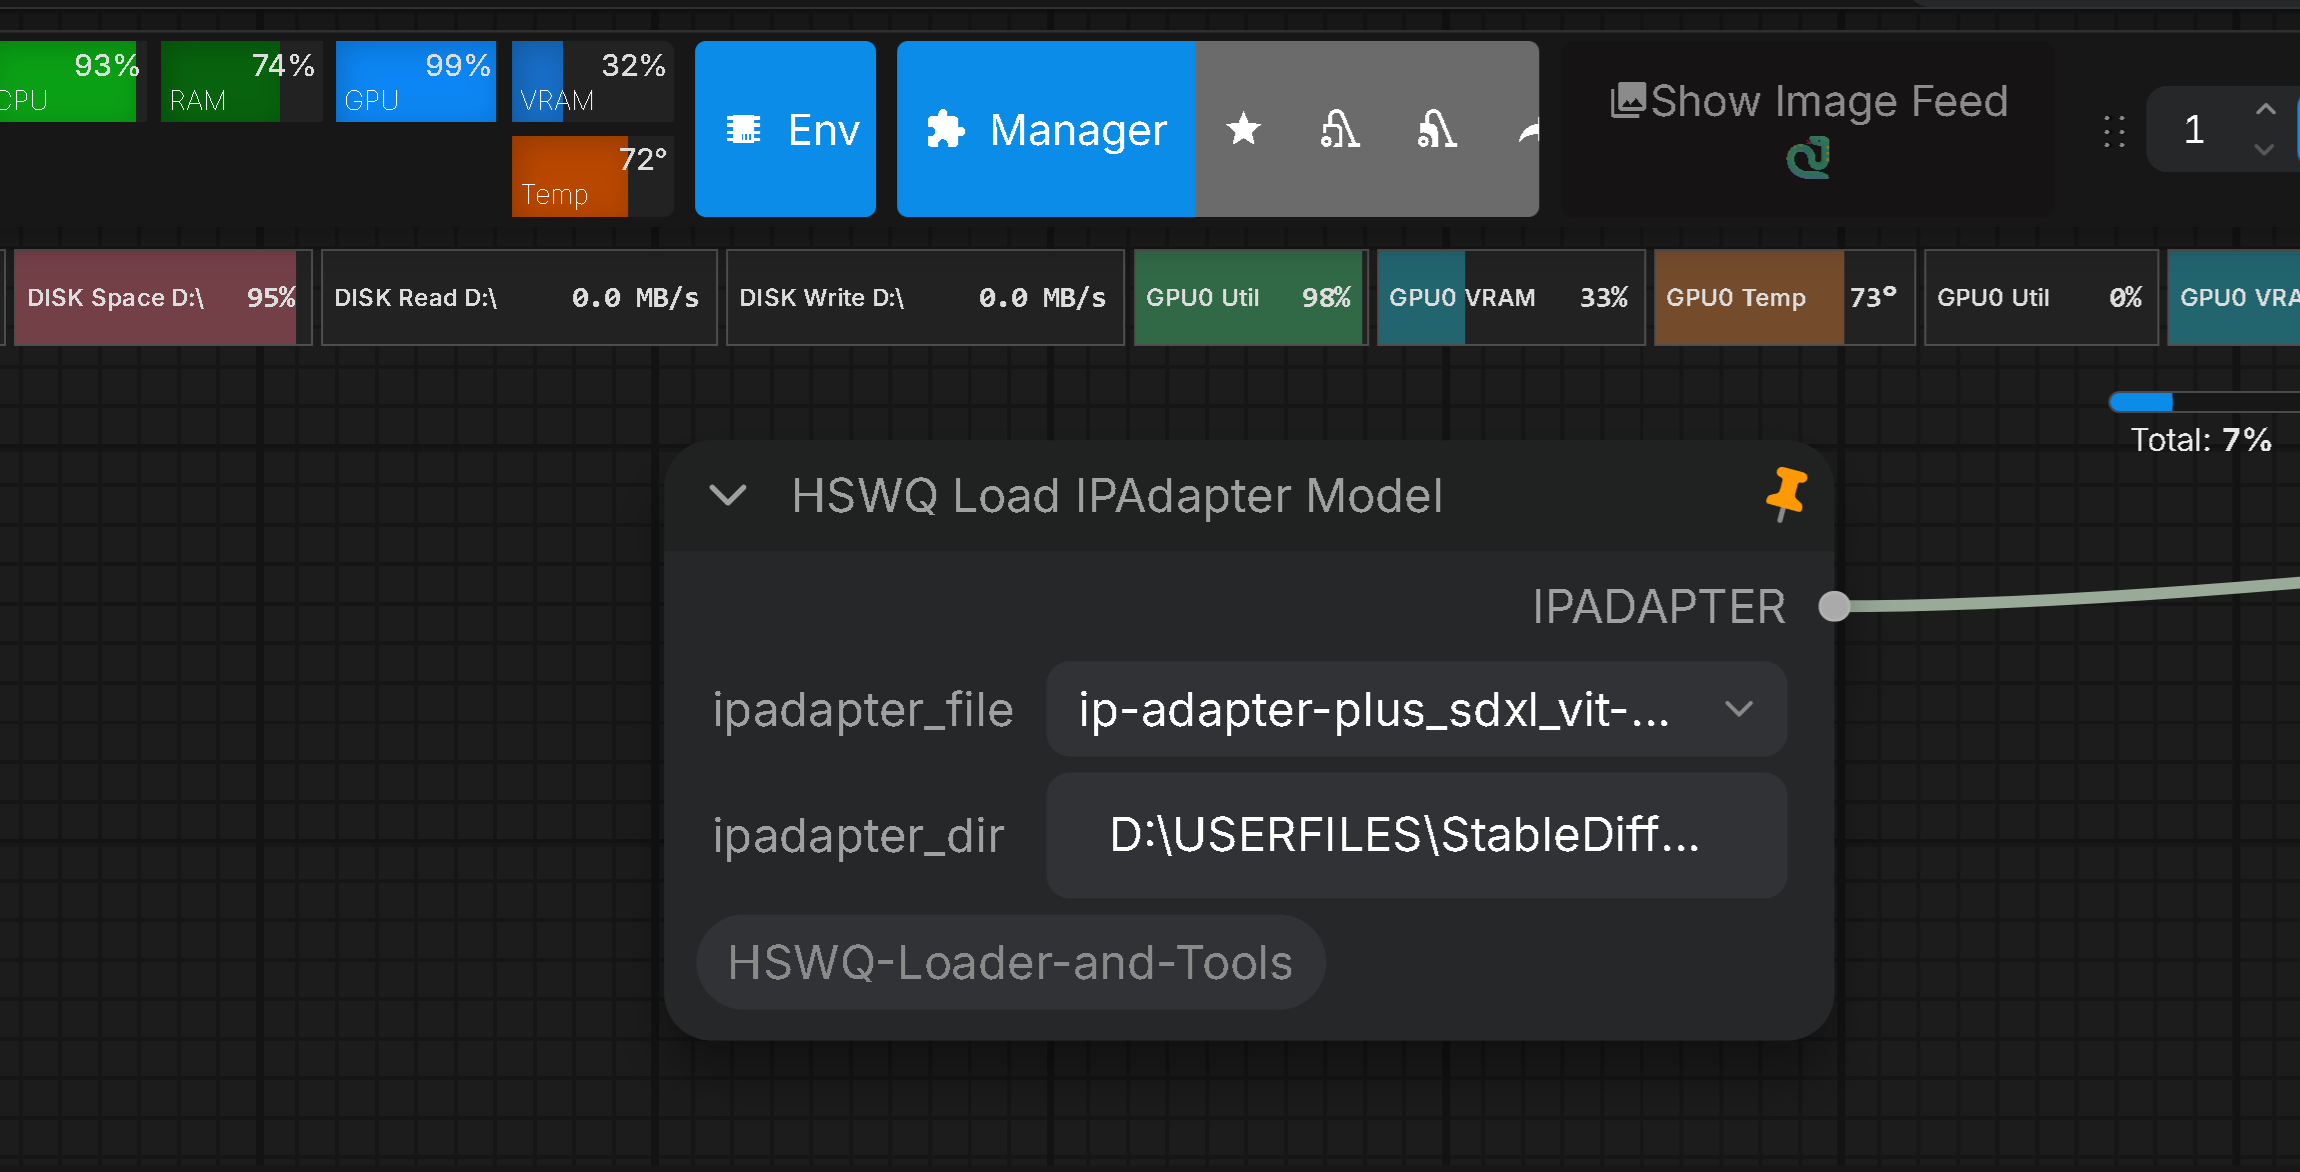 93%
CPU
74%
RAM
99%
GPU
32%
VRAM
72°
Temp
Env
Manager
Show Image Feed
1
DISK Space D:\ 95%
DISK Read D:\ 0.0 MB/s
DISK Write D:\ 0.0 MB/s
GPU0 Util 98%
GPU0 VRAM 33%
GPU0 Temp 73°
GPU0 Util 0%
GPU0 VRA
Total: 7%
HSWQ Load IPAdapter Model
IPADAPTER
ipadapter_file ip-adapter-plus_sdxl_vit-...
ipadapter_dir D:\USERFILES\StableDiff...
HSWQ-Loader-and-Tools